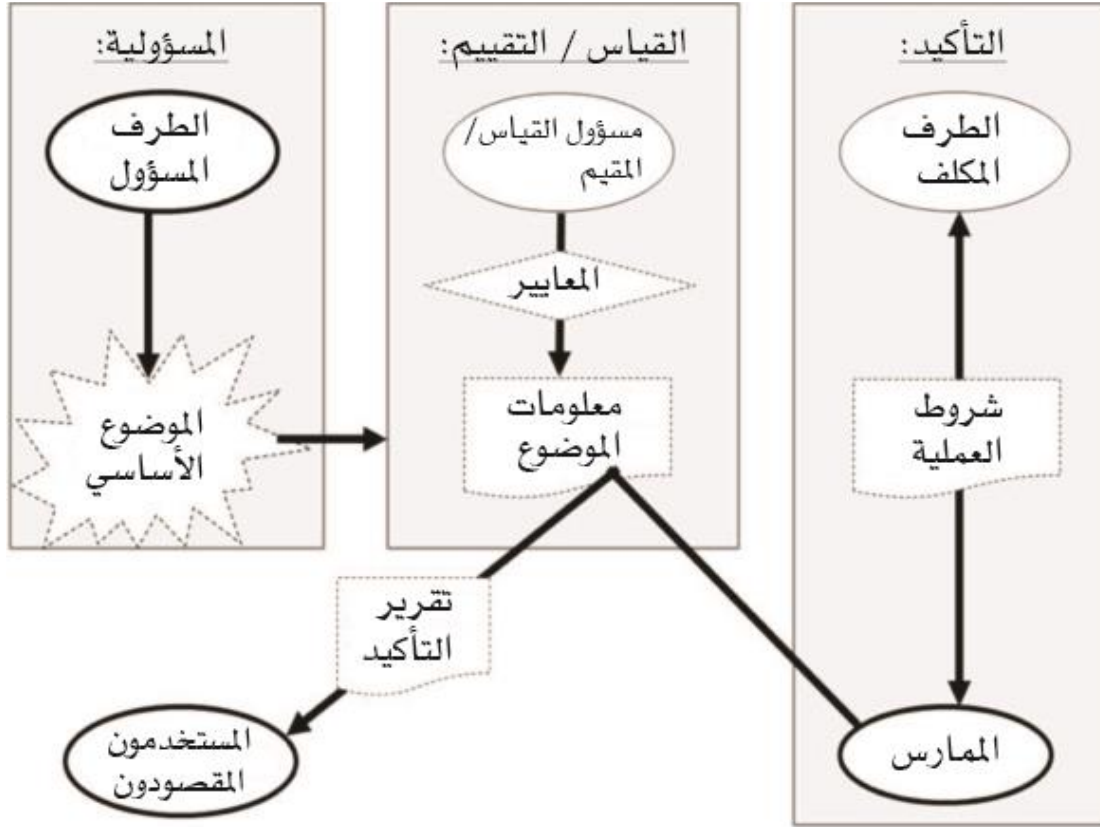 التأكيد:
الطرف
المكلف
شروط
العملية
الممارس
القياس / التقييم:
مسؤول القياس/
المقيم
المعايير
معلومات
الموضوع
المسؤولية:
الطرف
المسؤول
الموضوع
الأساسي
تقرير
التأكيد
المستخدمون
المقصودون